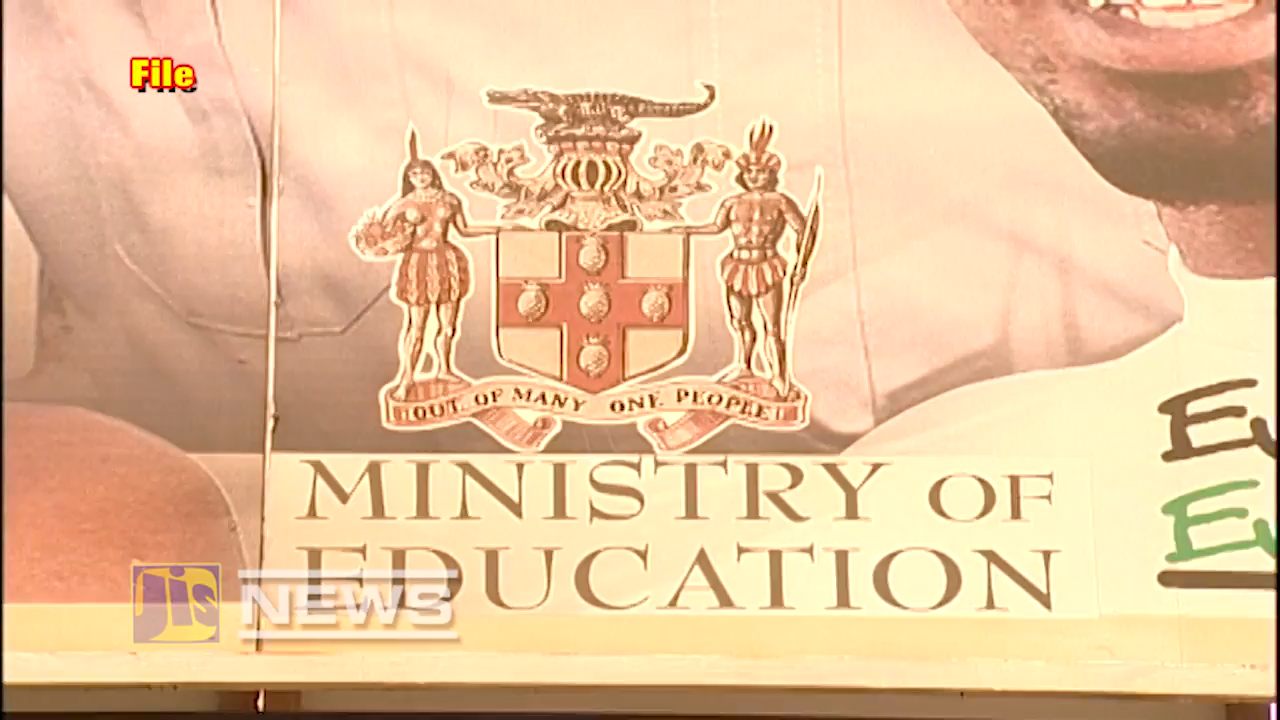 File
OUT OF MANY ONE PEOPLE
MINISTRY OF
EDUCATION
jis NEWS